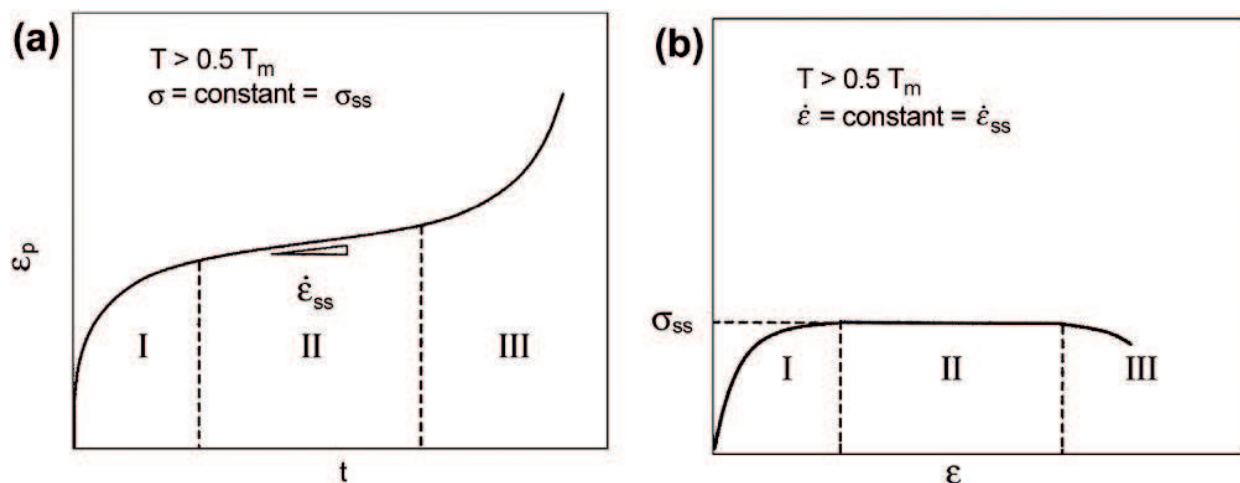 (a)
T > 0.5 Tₘ
σ = constant = σₛₛ
εₚ
ε̇ₛₛ
I
II
III
t
(b)
T > 0.5 Tₘ
ε̇ = constant = ε̇ₛₛ
σₛₛ
I
II
III
ε